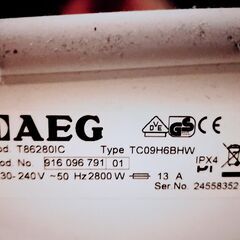 AEG
od. T86280IC Type TC09H6BHW
od No. 916 096 791 01
30-240V ~50 Hz 2800 W 13 A
IPX4
Ser No. 24558352